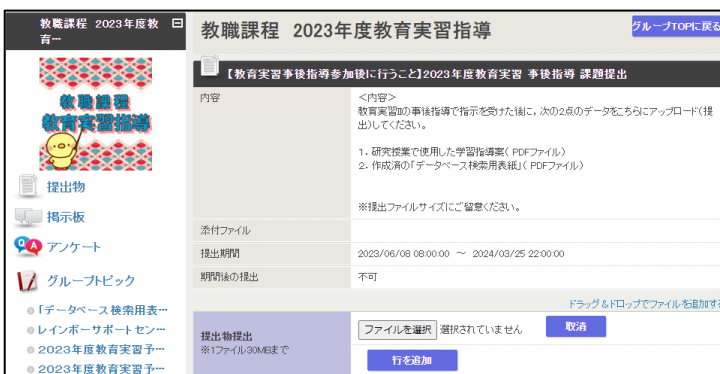 教職課程 2023年度教
育…
教職課程
教育実習指導
提出物
掲示板
Q A
アンケート
グループトピック
「データベース検索用表…
レインボーサポートセン…
2023年度教育実習予…
2023年度教育実習予…
教職課程 2023年度教育実習指導
グループTOPに戻る
【教育実習事後指導参加後に行うこと】2023年度教育実習 事後指導 課題提出
内容
<内容>
教育実習Ⅲの事後指導で指示を受けた後に，次の2点のデータをこちらにアップロード（提
出）してください。
1．研究授業で使用した学習指導案（PDFファイル）
2．作成済の「データベース検索用表紙」（PDFファイル）
※提出ファイルサイズにご留意ください。
添付ファイル
提出期間
2023/06/08 08:00:00 ～ 2024/03/25 22:00:00
期間後の提出
不可
ドラッグ＆ドロップでファイルを追加する
提出物提出
※1ファイル30MBまで
ファイルを選択 選択されていません
取消
行を追加